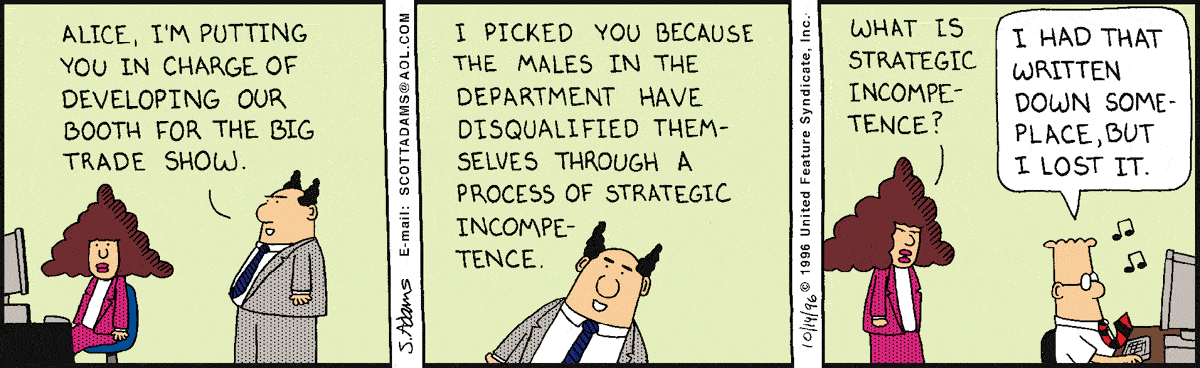 ALICE, I'M PUTTING
YOU IN CHARGE OF
DEVELOPING OUR
BOOTH FOR THE BIG
TRADE SHOW.
S.Adams
E-mail: SCOTTADAMS@AOL.COM
I PICKED YOU BECAUSE
THE MALES IN THE
DEPARTMENT HAVE
DISQUALIFIED THEM-
SELVES THROUGH A
PROCESS OF STRATEGIC
INCOMPE-
TENCE.
10/14/96 © 1996 United Feature Syndicate, Inc.
WHAT IS
STRATEGIC
INCOMPE-
TENCE?
I HAD THAT
WRITTEN
DOWN SOME-
PLACE, BUT
I LOST IT.